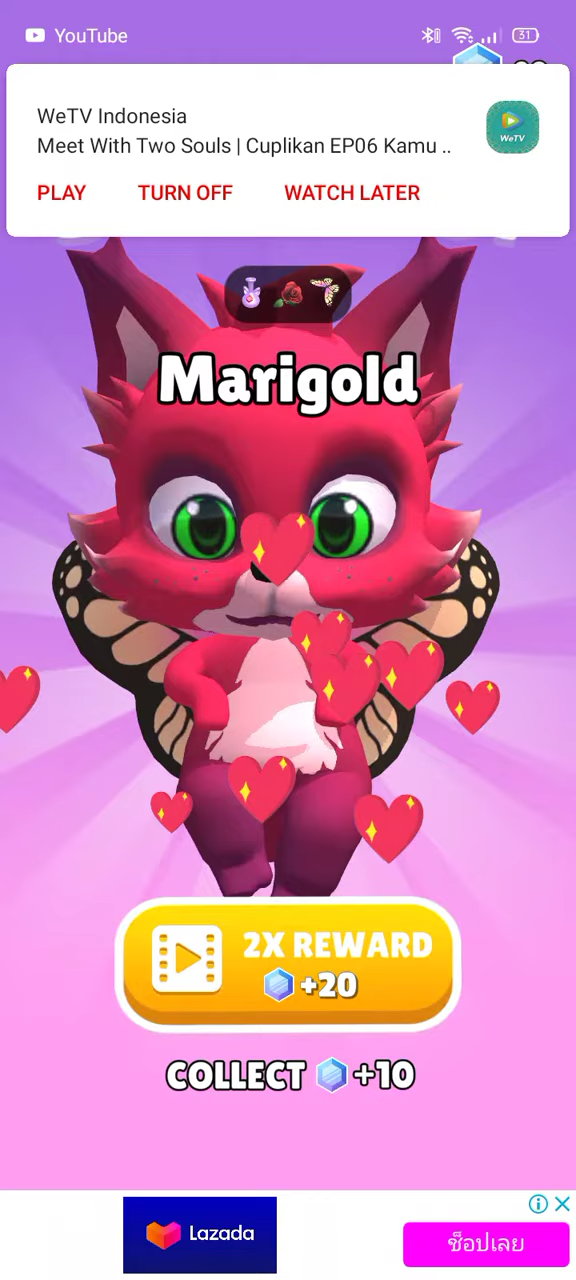 YouTube
31
WeTV Indonesia
Meet With Two Souls | Cuplikan EP06 Kamu ..
WeTV
PLAY TURN OFF WATCH LATER
Marigold
2X REWARD
+20
COLLECT +10
Lazada
ช็อปเลย